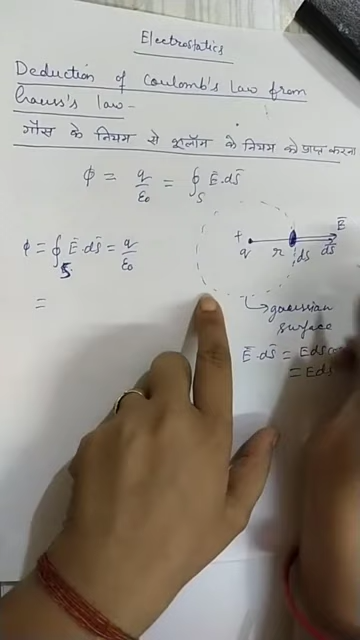 Electrostatics
Deduction of Coulomb's Law from
Gauss's law-
गौस के नियम से कूलॉम के नियम को प्राप्त करना
ϕ = q/ε0 = ∮S Ē.ds̄
ϕ = ∮S Ē.ds̄ = q/ε0
=
+
q
r
ds
ds̄
Ē
gaussian
surface
Ē.ds̄ = Eds
= Eds